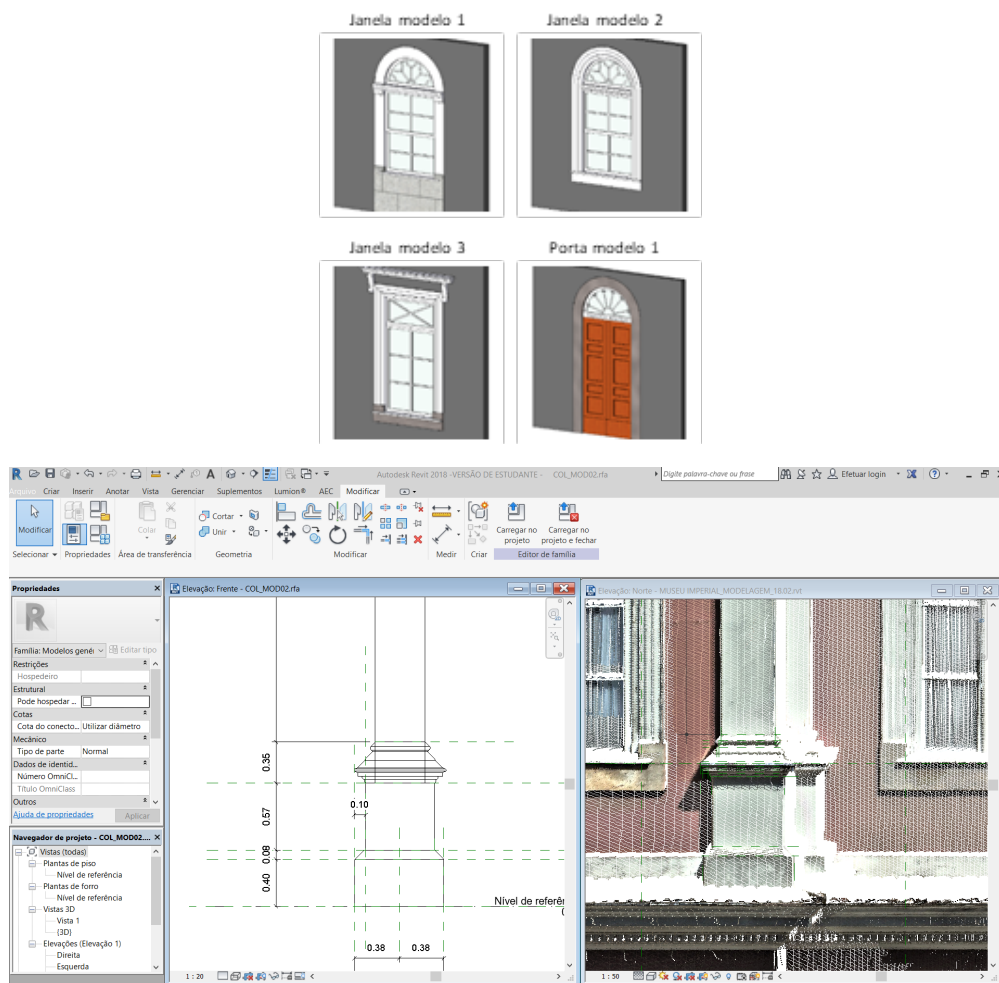 Janela modelo 1
Janela modelo 2
Janela modelo 3
Porta modelo 1
Autodesk Revit 2018 -VERSÃO DE ESTUDANTE - COL_MOD02.rfa
Digite palavra-chave ou frase
Efetuar login
Arquivo Criar Inserir Anotar Vista Gerenciar Suplementos Lumion® AEC Modificar
Modificar
Colar
Cortar
Unir
Carregar no projeto
Carregar no projeto e fechar
Selecionar Propriedades Área de transferência Geometria Modificar Medir Criar Editor de família
Propriedades
Família: Modelos genéi
Editar tipo
Restrições
Hospedeiro
Estrutural
Pode hospedar ...
Cotas
Cota do conecto... Utilizar diâmetro
Mecânico
Tipo de parte Normal
Dados de identid...
Número OmniCl...
Título OmniClass
Outros
Ajuda de propriedades
Aplicar
Navegador de projeto - COL_MOD02....
Vistas (todas)
Plantas de piso
Nível de referência
Plantas de forro
Nível de referência
Vistas 3D
Vista 1
{3D}
Elevações (Elevação 1)
Direita
Esquerda
Elevação: Frente - COL_MOD02.rfa
0.35
0.10
0.57
0.08
0.40
Nível de referên
0.38 0.38
1 : 20
Elevação: Norte - MUSEU IMPERIAL_MODELAGEM_18.02.rvt
1 : 50